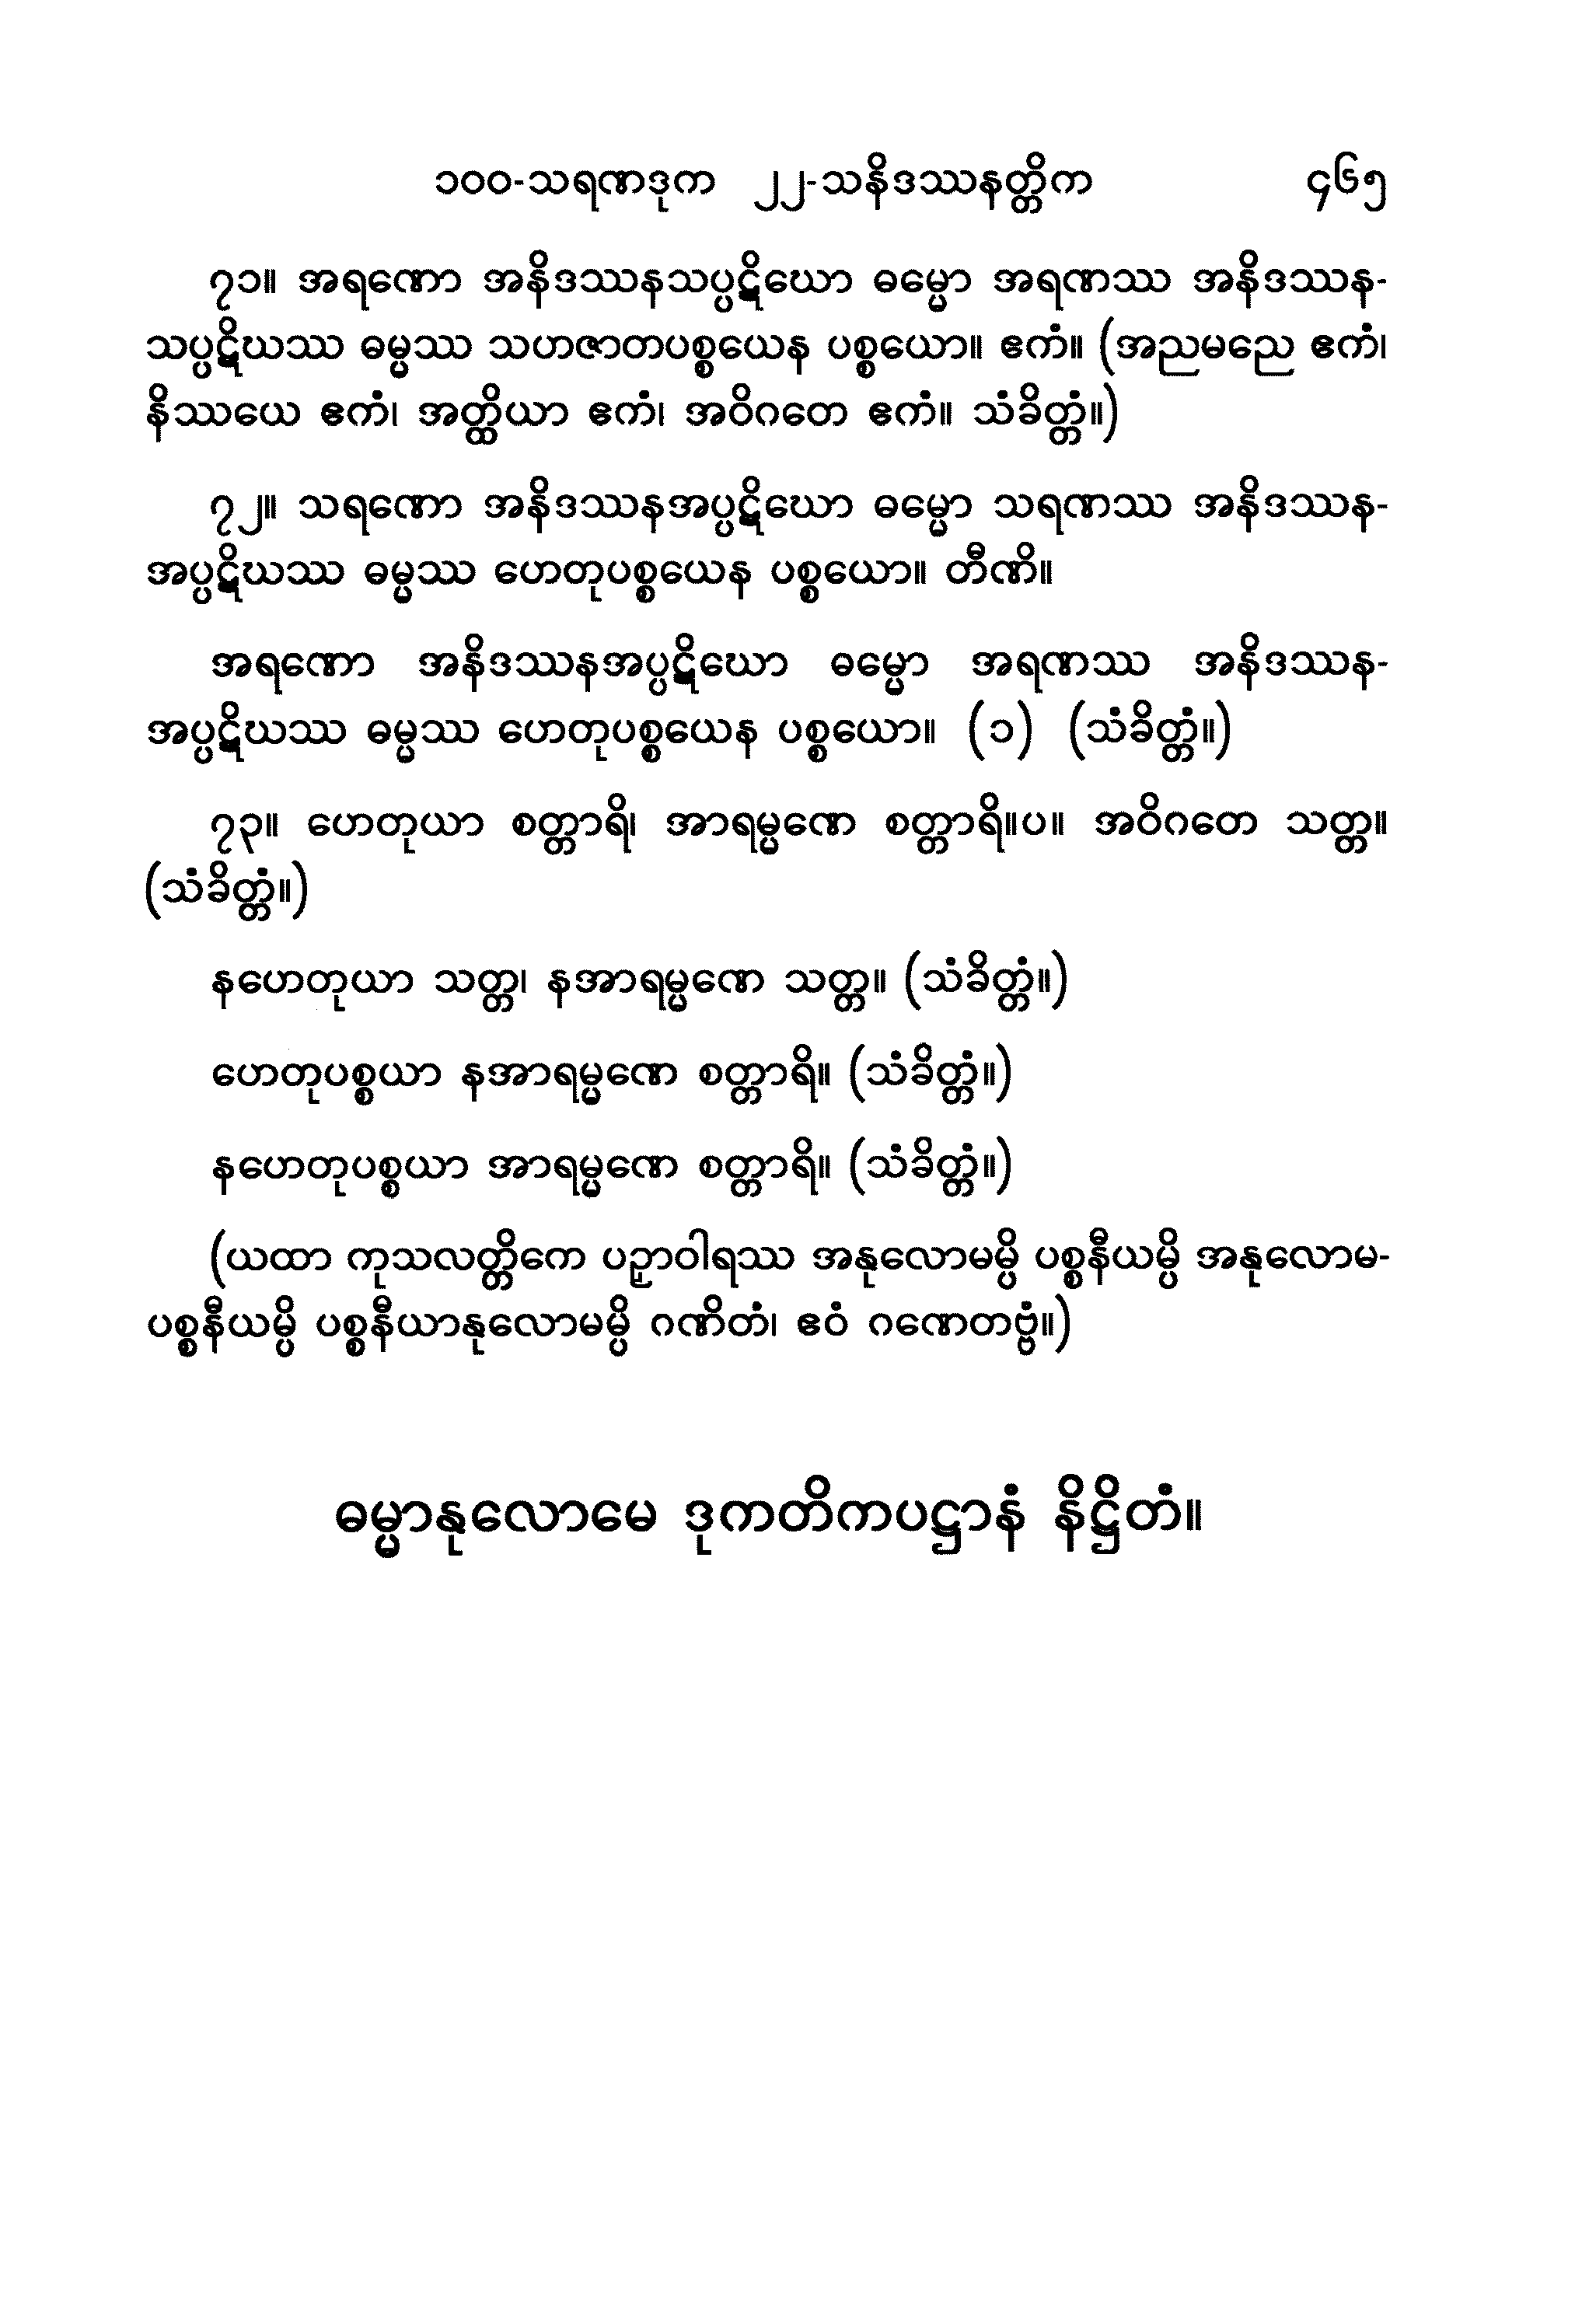 ၁၀၀-သရဏဒုက ၂၂-သနိဒဿနတ္တိက ၄၆၅
၇၁။ အရဏော အနိဒဿနသပ္ပဋိဃော ဓမ္မော အရဏဿ အနိဒဿန-
သပ္ပဋိဃဿ ဓမ္မဿ သဟဇာတပစ္စယေန ပစ္စယော။ ဧကံ။ (အညမညေ ဧကံ၊
နိဿယေ ဧကံ၊ အတ္ထိယာ ဧကံ၊ အဝိဂတေ ဧကံ။ သံခိတ္တံ။)
၇၂။ သရဏော အနိဒဿနအပ္ပဋိဃော ဓမ္မော သရဏဿ အနိဒဿန-
အပ္ပဋိဃဿ ဓမ္မဿ ဟေတုပစ္စယေန ပစ္စယော။ တီဏိ။
အရဏော အနိဒဿနအပ္ပဋိဃော ဓမ္မော အရဏဿ အနိဒဿန-
အပ္ပဋိဃဿ ဓမ္မဿ ဟေတုပစ္စယေန ပစ္စယော။ (၁) (သံခိတ္တံ။)
၇၃။ ဟေတုယာ စတ္တာရိ၊ အာရမ္မဏေ စတ္တာရိ။ပ။ အဝိဂတေ သတ္တ။
(သံခိတ္တံ။)
နဟေတုယာ သတ္တ၊ နအာရမ္မဏေ သတ္တ။ (သံခိတ္တံ။)
ဟေတုပစ္စယာ နအာရမ္မဏေ စတ္တာရိ။ (သံခိတ္တံ။)
နဟေတုပစ္စယာ အာရမ္မဏေ စတ္တာရိ။ (သံခိတ္တံ။)
(ယထာ ကုသလတ္တိကေ ပဉှာဝါရဿ အနုလောမမ္ပိ ပစ္စနီယမ္ပိ အနုလောမ-
ပစ္စနီယမ္ပိ ပစ္စနီယာနုလောမမ္ပိ ဂဏိတံ၊ ဧဝံ ဂဏေတဗ္ဗံ။)
ဓမ္မာနုလောမေ ဒုကတိကပဋ္ဌာနံ နိဋ္ဌိတံ။